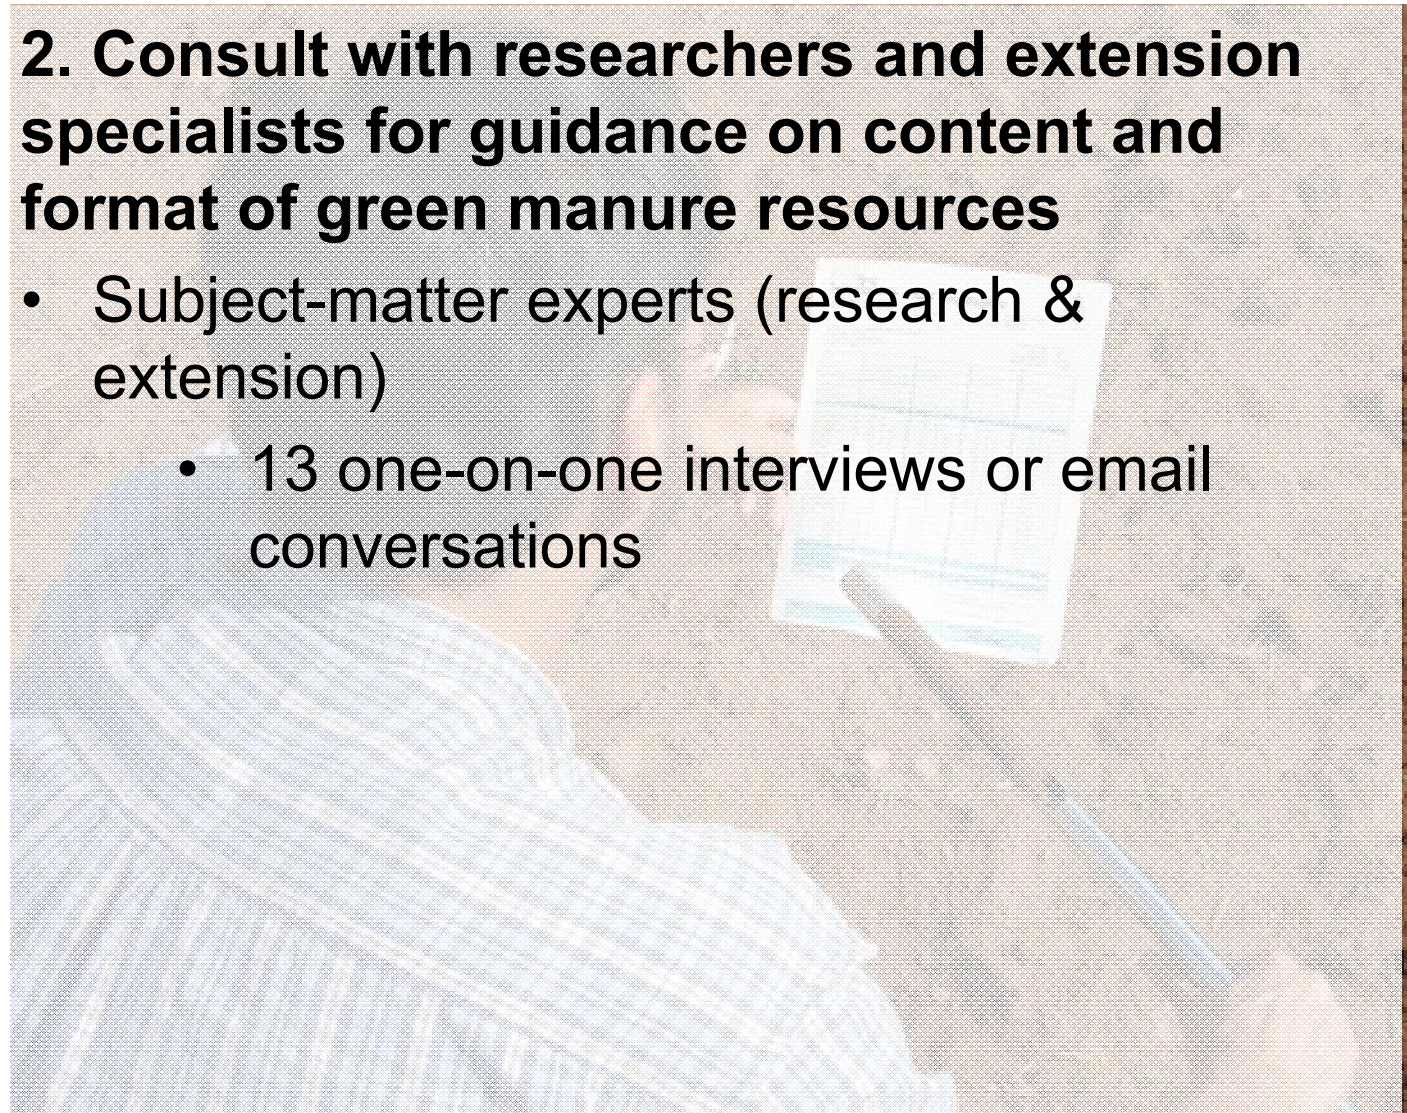 2. Consult with researchers and extension
specialists for guidance on content and
format of green manure resources
• Subject-matter experts (research &
extension)
• 13 one-on-one interviews or email
conversations